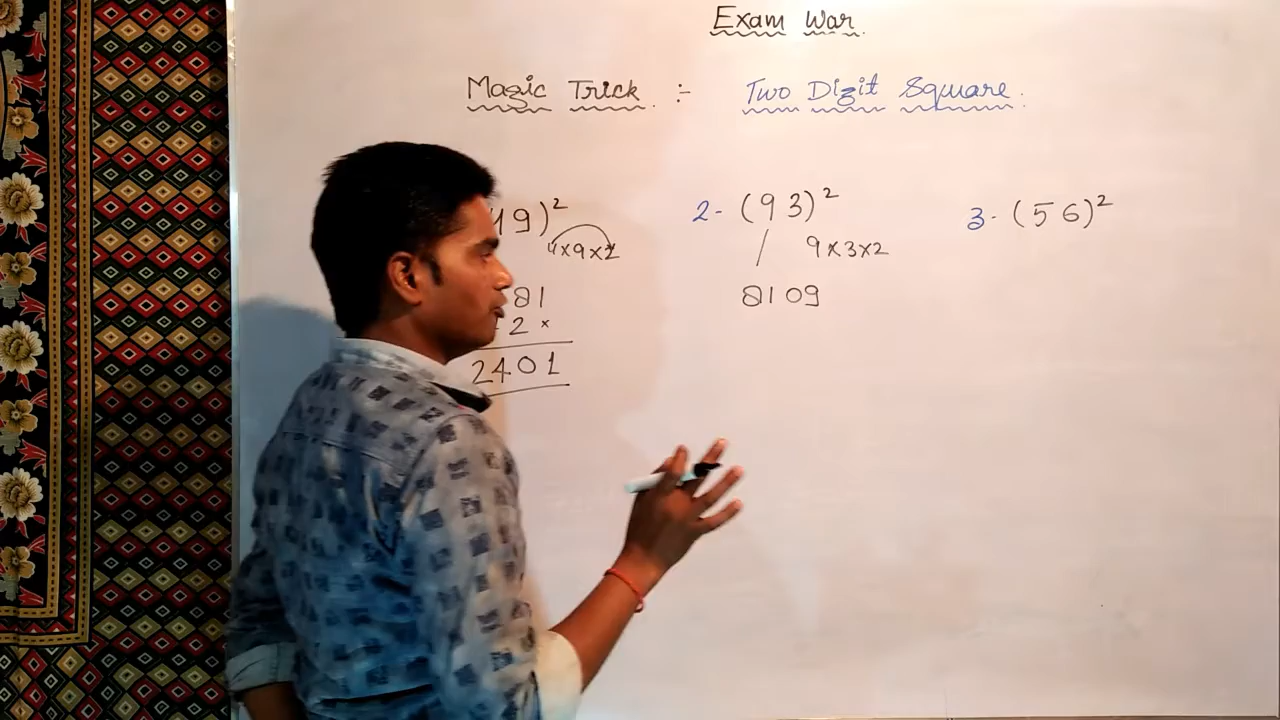 Exam War.
Magic Trick. :- Two Digit Square.
49)²
4x9x2
81
2 ×
2401
2- (93)²
9x3x2
8109
3- (56)²